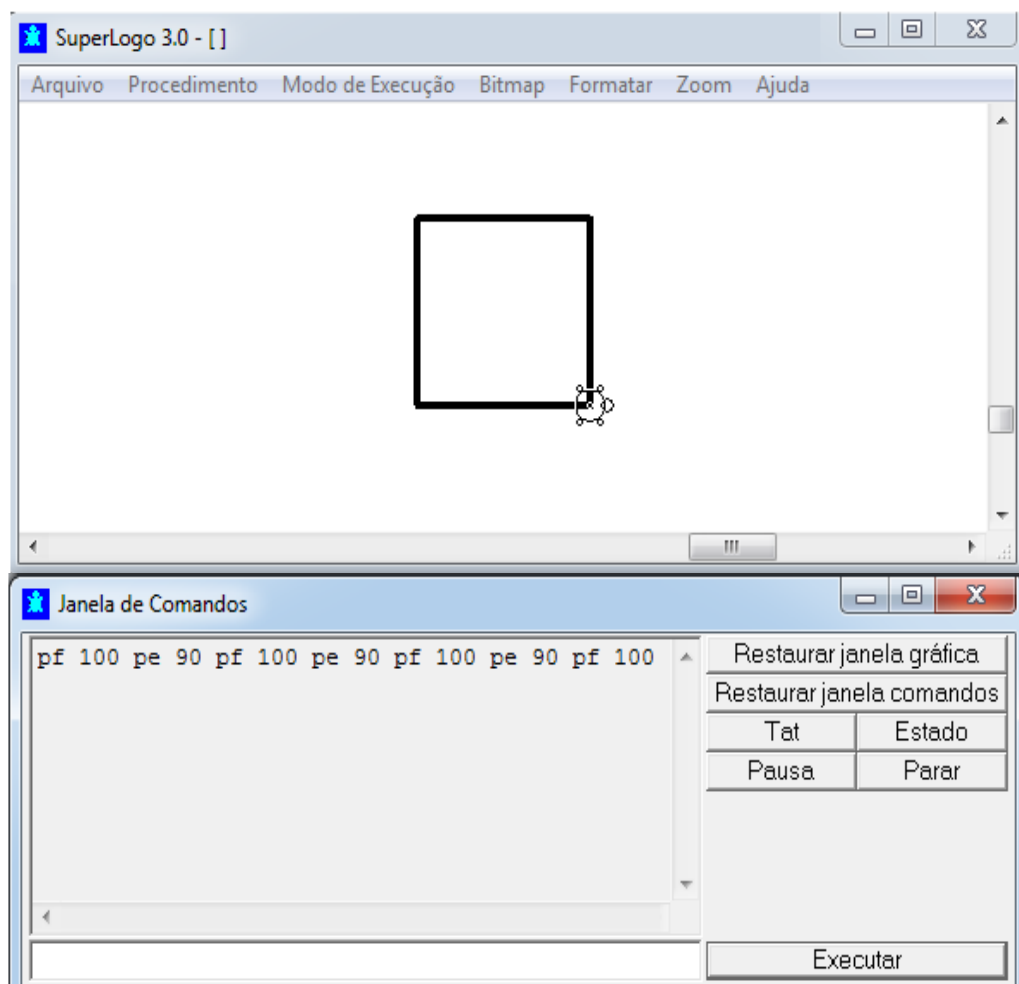 SuperLogo 3.0 - [ ]
Arquivo Procedimento Modo de Execução Bitmap Formatar Zoom Ajuda
Janela de Comandos
pf 100 pe 90 pf 100 pe 90 pf 100 pe 90 pf 100
Restaurar janela gráfica
Restaurar janela comandos
Tat Estado
Pausa Parar
Executar